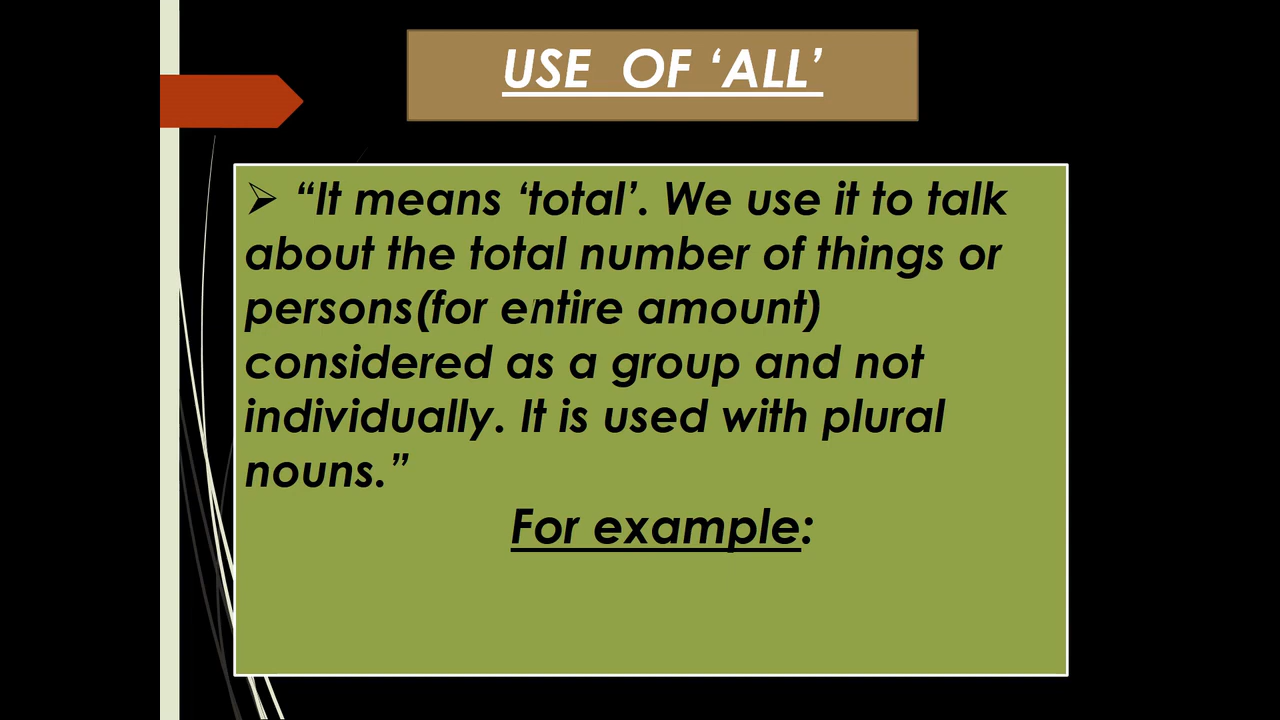 USE OF ‘ALL’
➢ “It means ‘total’. We use it to talk
about the total number of things or
persons(for entire amount)
considered as a group and not
individually. It is used with plural
nouns.”
For example: